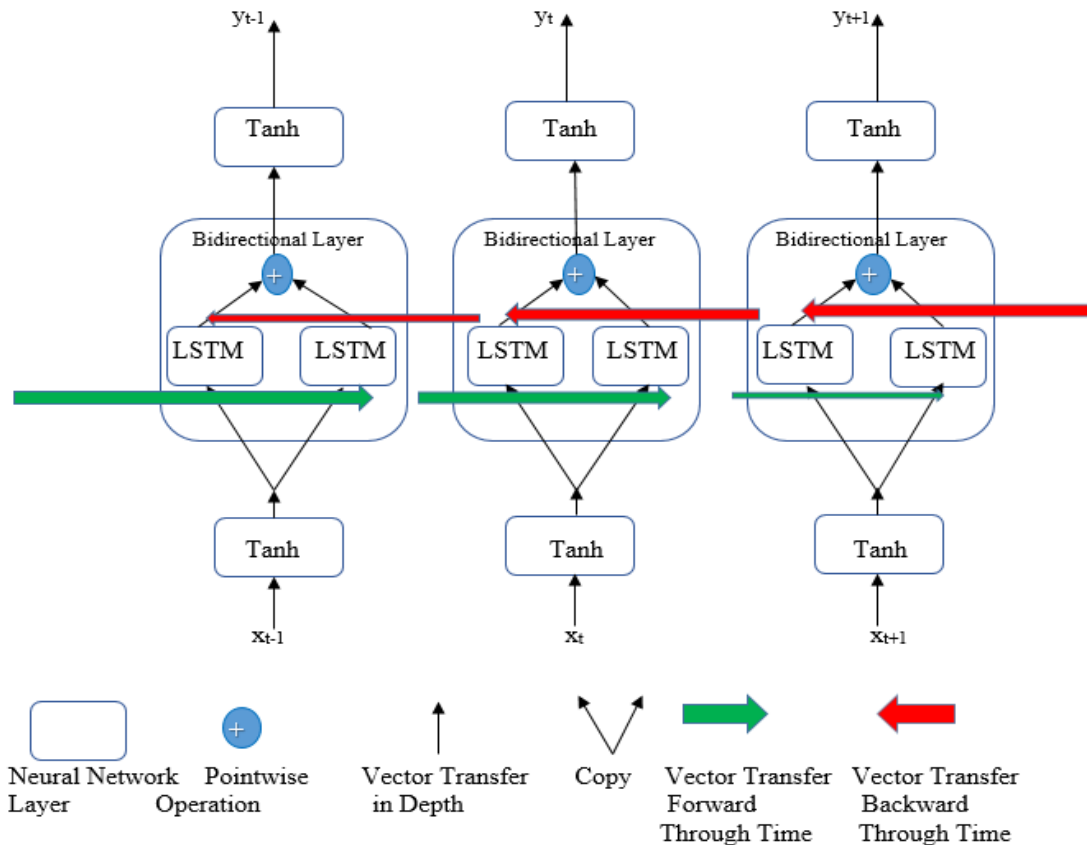 yt-1 yt yt+1
Tanh Tanh Tanh
Bidirectional Layer Bidirectional Layer Bidirectional Layer
+ + +
LSTM LSTM LSTM LSTM LSTM LSTM
Tanh Tanh Tanh
xt-1 xt xt+1
+
Neural Network Layer
Pointwise Operation
Vector Transfer in Depth
Copy
Vector Transfer Forward Through Time
Vector Transfer Backward Through Time